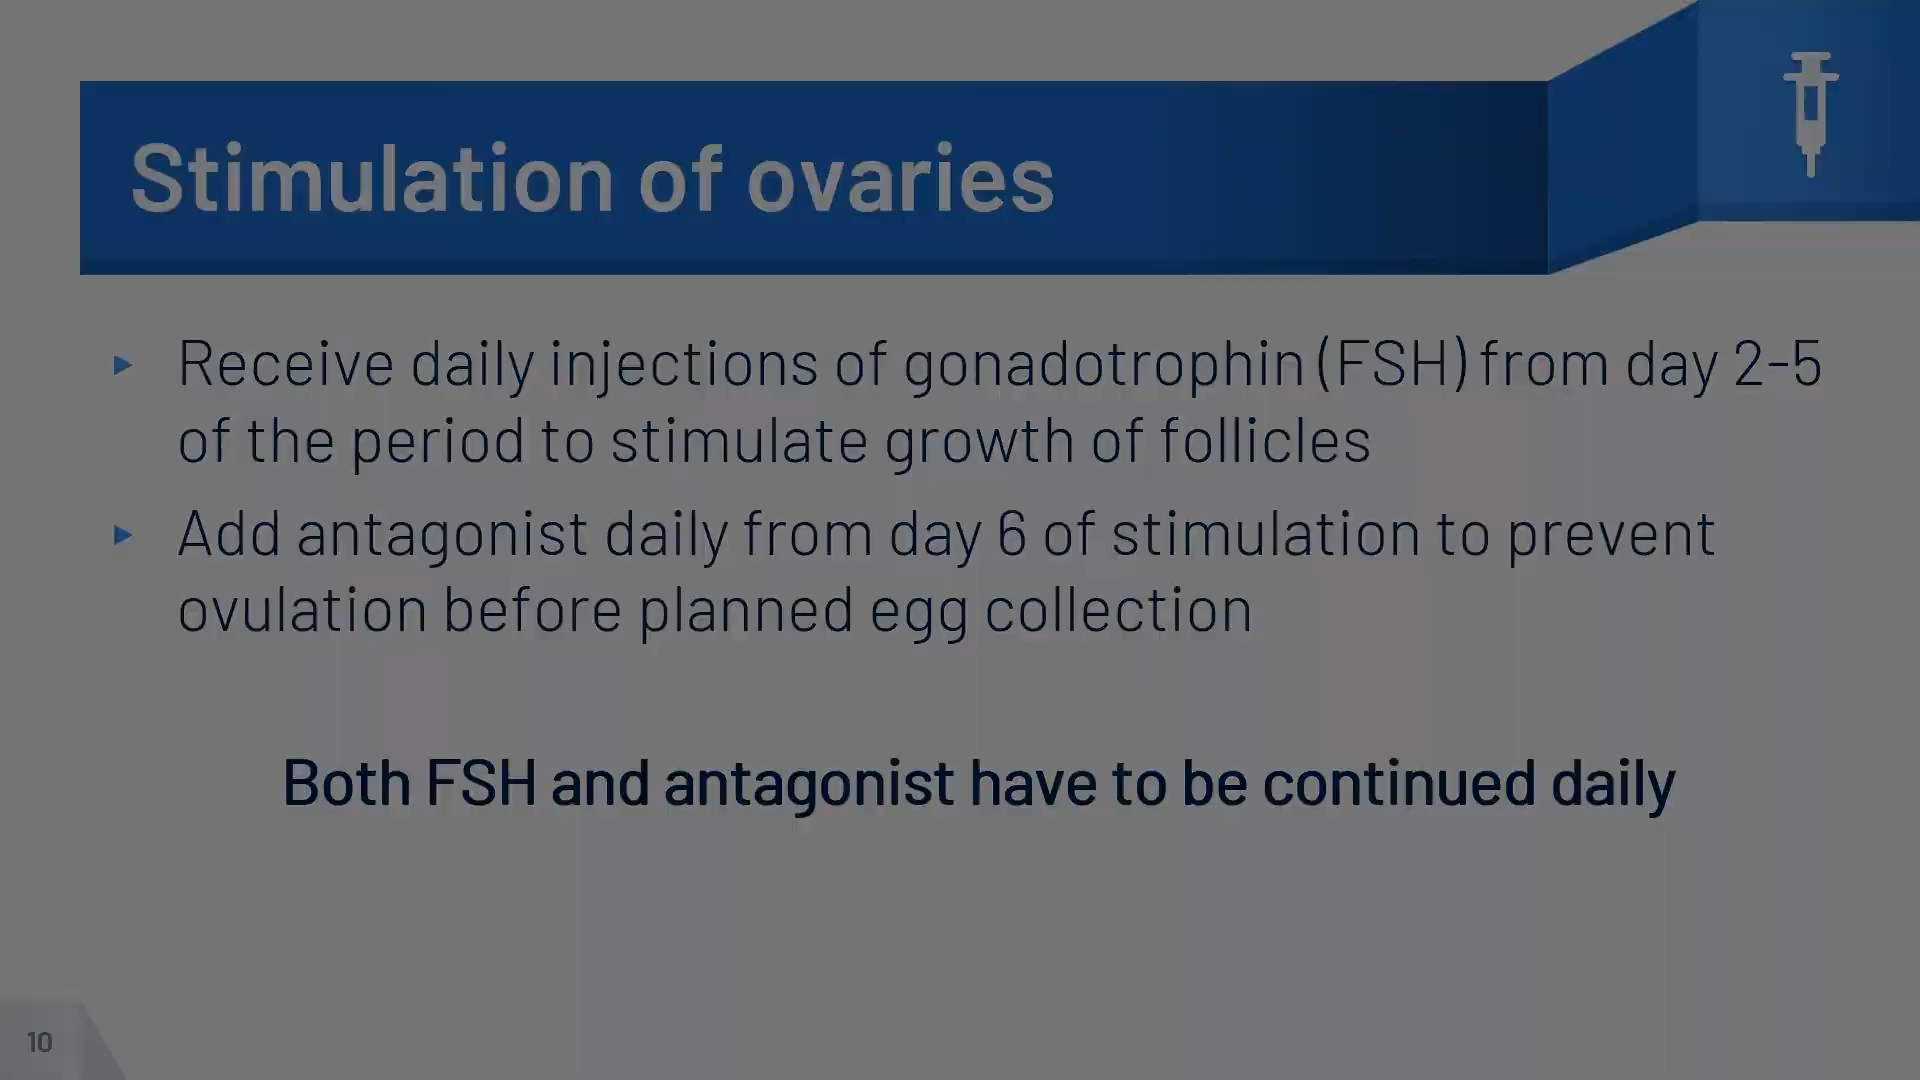 Stimulation of ovaries
Receive daily injections of gonadotrophin (FSH) from day 2-5
of the period to stimulate growth of follicles
Add antagonist daily from day 6 of stimulation to prevent
ovulation before planned egg collection
Both FSH and antagonist have to be continued daily
10